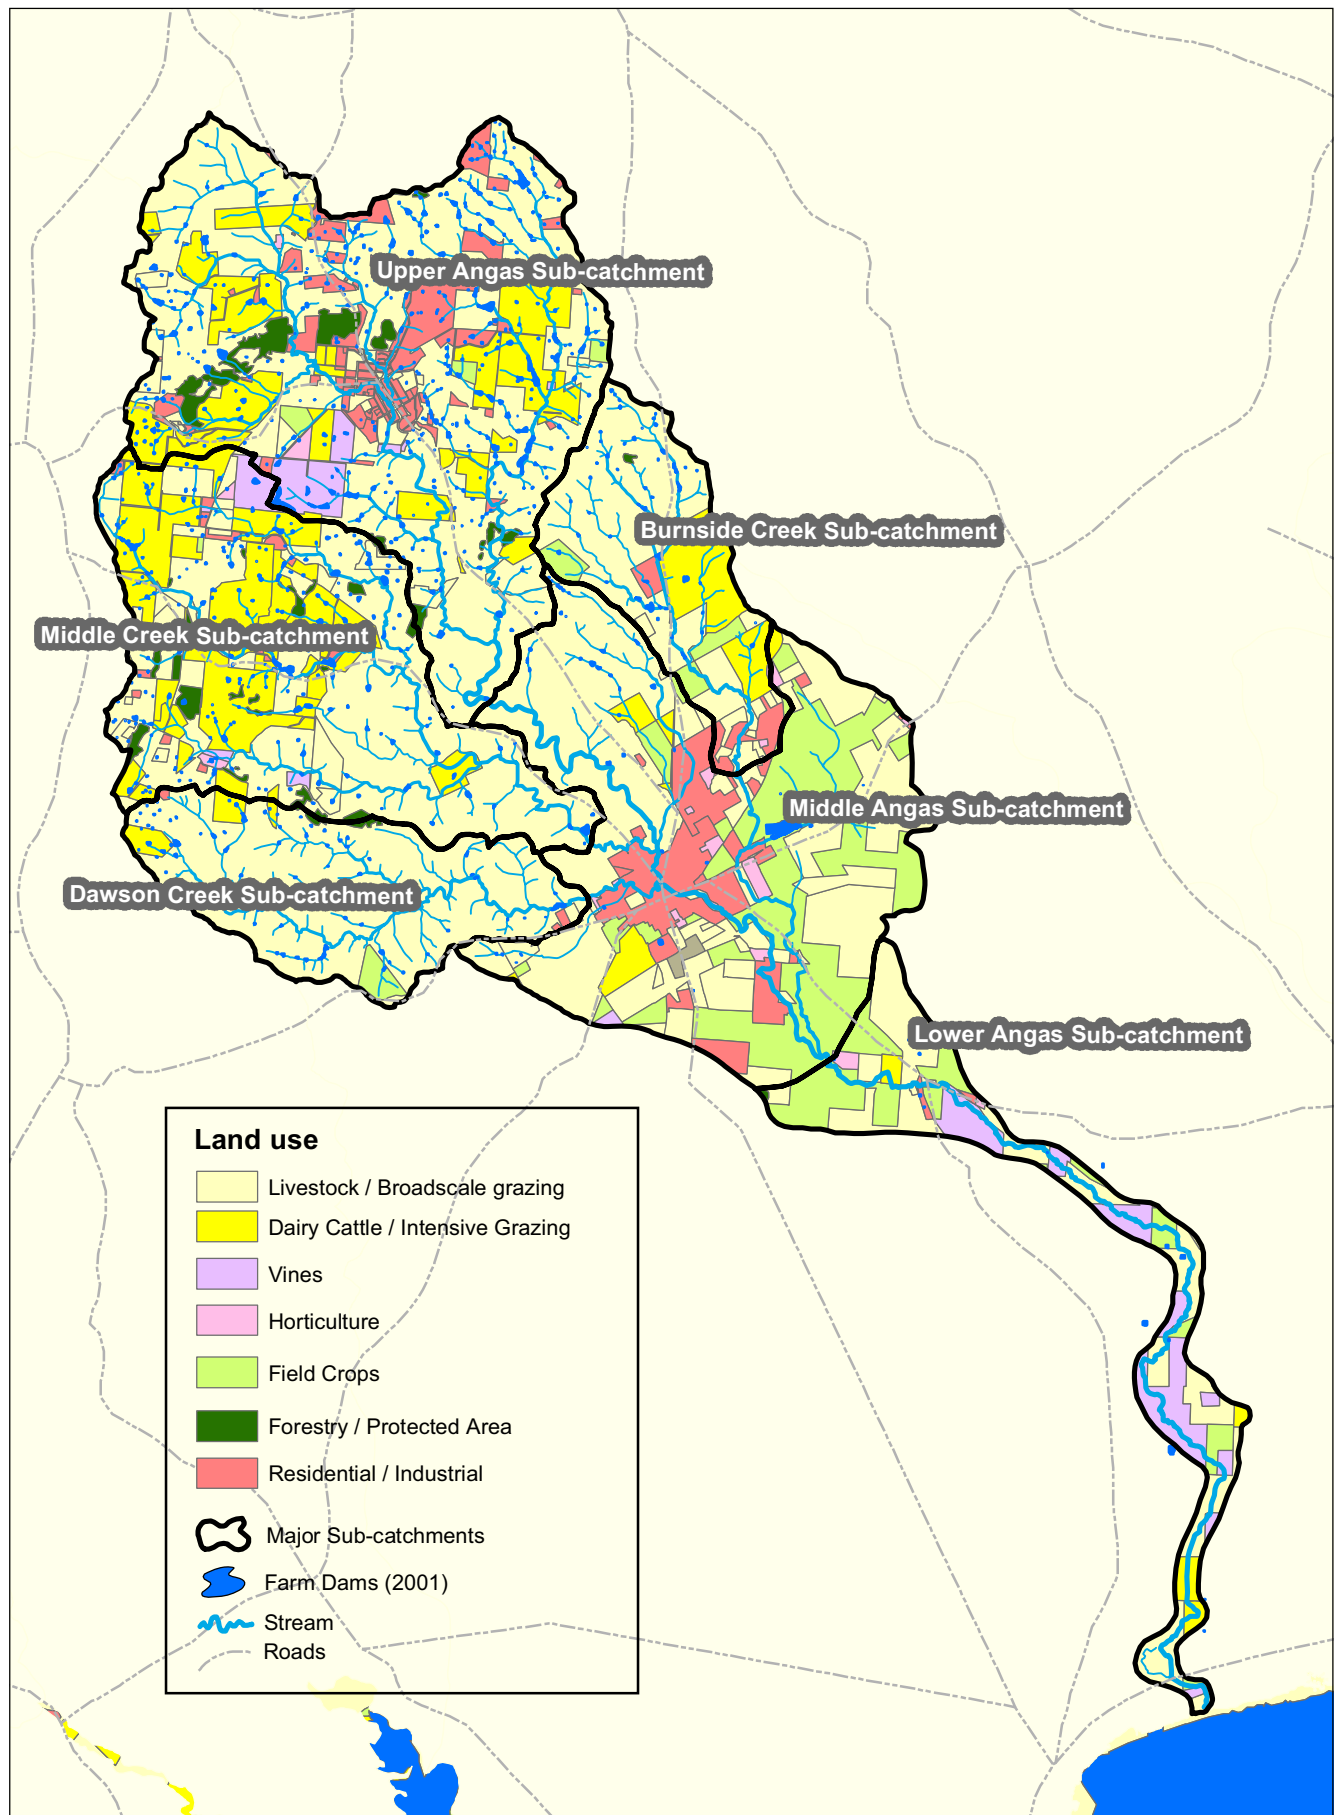 Upper Angas Sub-catchment
Burnside Creek Sub-catchment
Middle Creek Sub-catchment
Middle Angas Sub-catchment
Dawson Creek Sub-catchment
Lower Angas Sub-catchment
Land use
Livestock / Broadscale grazing
Dairy Cattle / Intensive Grazing
Vines
Horticulture
Field Crops
Forestry / Protected Area
Residential / Industrial
Major Sub-catchments
Farm Dams (2001)
Stream
Roads